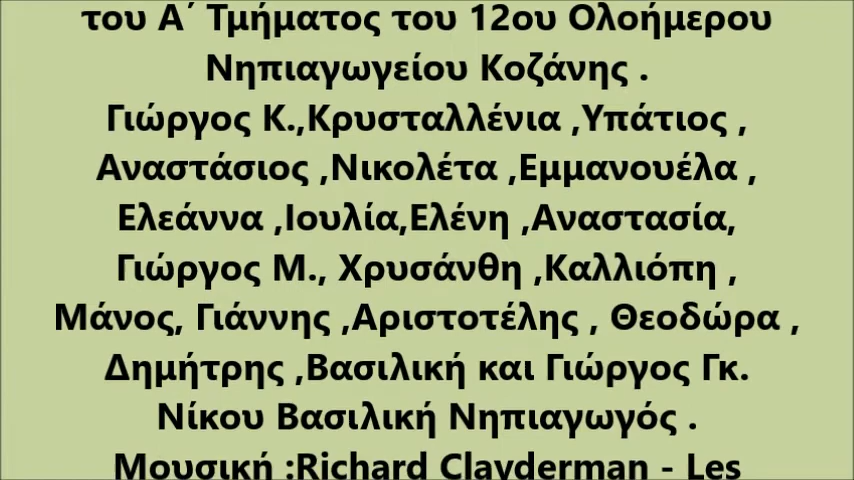 του Α΄ Τμήματος του 12ου Ολοήμερου
Νηπιαγωγείου Κοζάνης .
Γιώργος Κ.,Κρυσταλλένια ,Υπάτιος ,
Αναστάσιος ,Νικολέτα ,Εμμανουέλα ,
Ελεάννα ,Ιουλία,Ελένη ,Αναστασία,
Γιώργος Μ., Χρυσάνθη ,Καλλιόπη ,
Μάνος, Γιάννης ,Αριστοτέλης , Θεοδώρα ,
Δημήτρης ,Βασιλική και Γιώργος Γκ.
Νίκου Βασιλική Νηπιαγωγός .
Μουσική :Richard Clayderman - Les